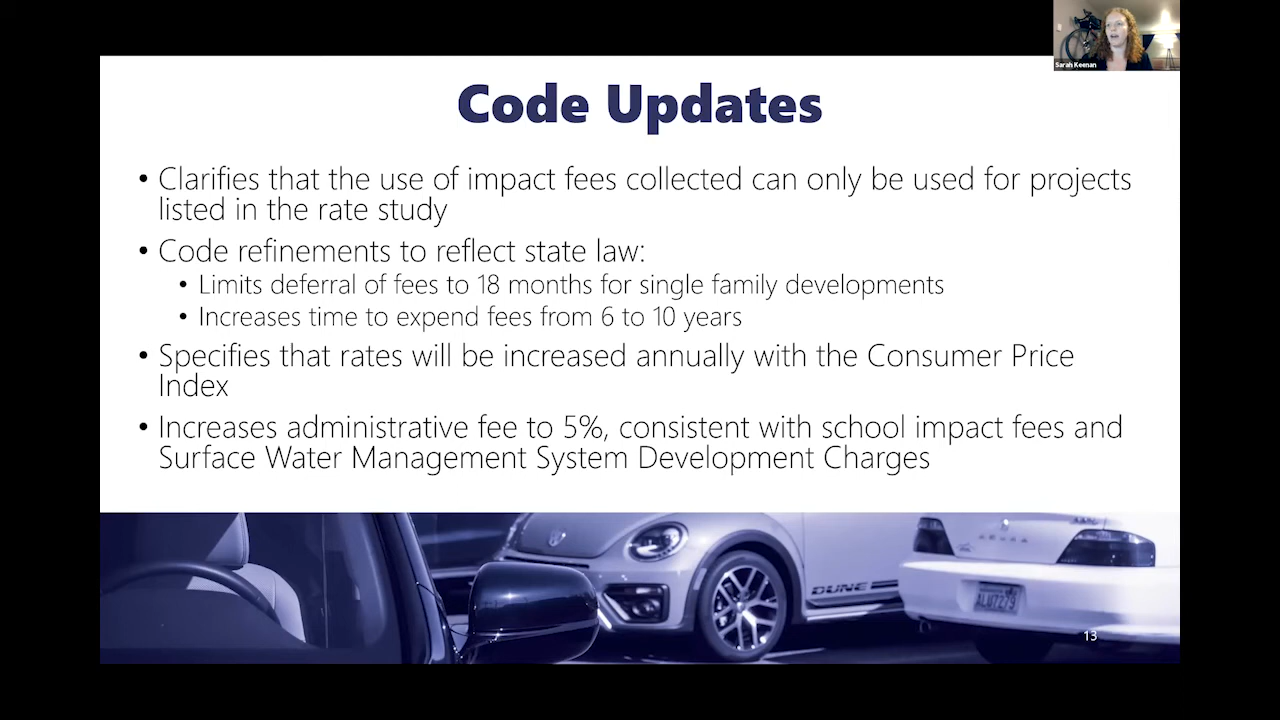 Sarah Keenan
Code Updates
• Clarifies that the use of impact fees collected can only be used for projects
listed in the rate study
• Code refinements to reflect state law:
• Limits deferral of fees to 18 months for single family developments
• Increases time to expend fees from 6 to 10 years
• Specifies that rates will be increased annually with the Consumer Price
Index
• Increases administrative fee to 5%, consistent with school impact fees and
Surface Water Management System Development Charges
DUNE
ACURA
ALU7279
13